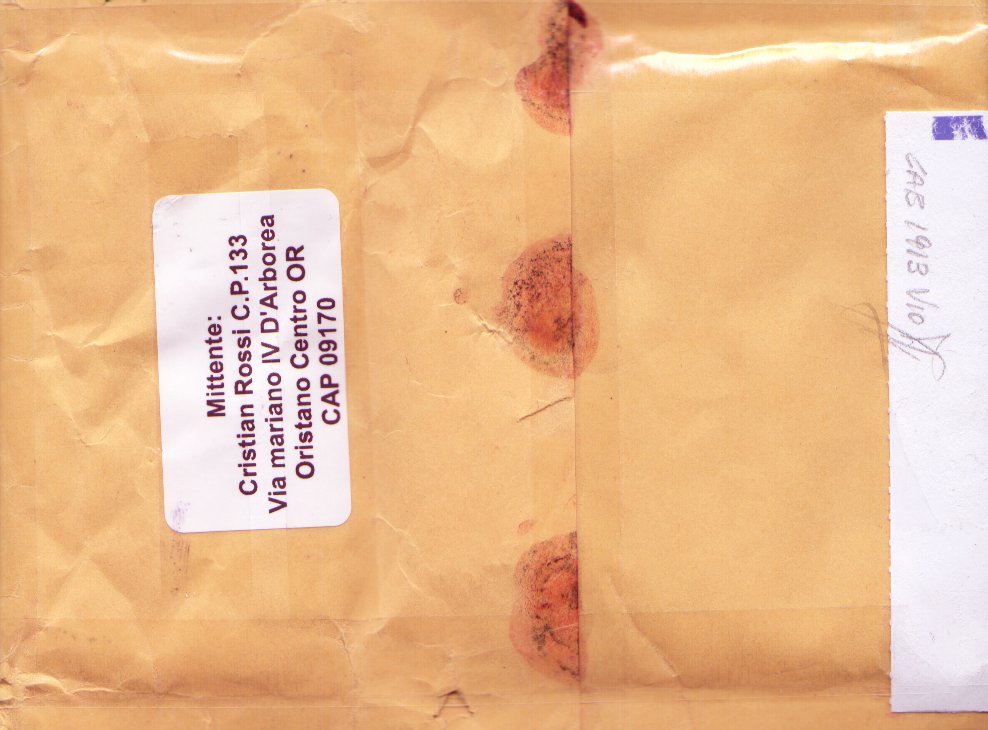 Mittente:
Cristian Rossi C.P.133
Via mariano IV D'Arborea
Oristano Centro OR
CAP 09170
A